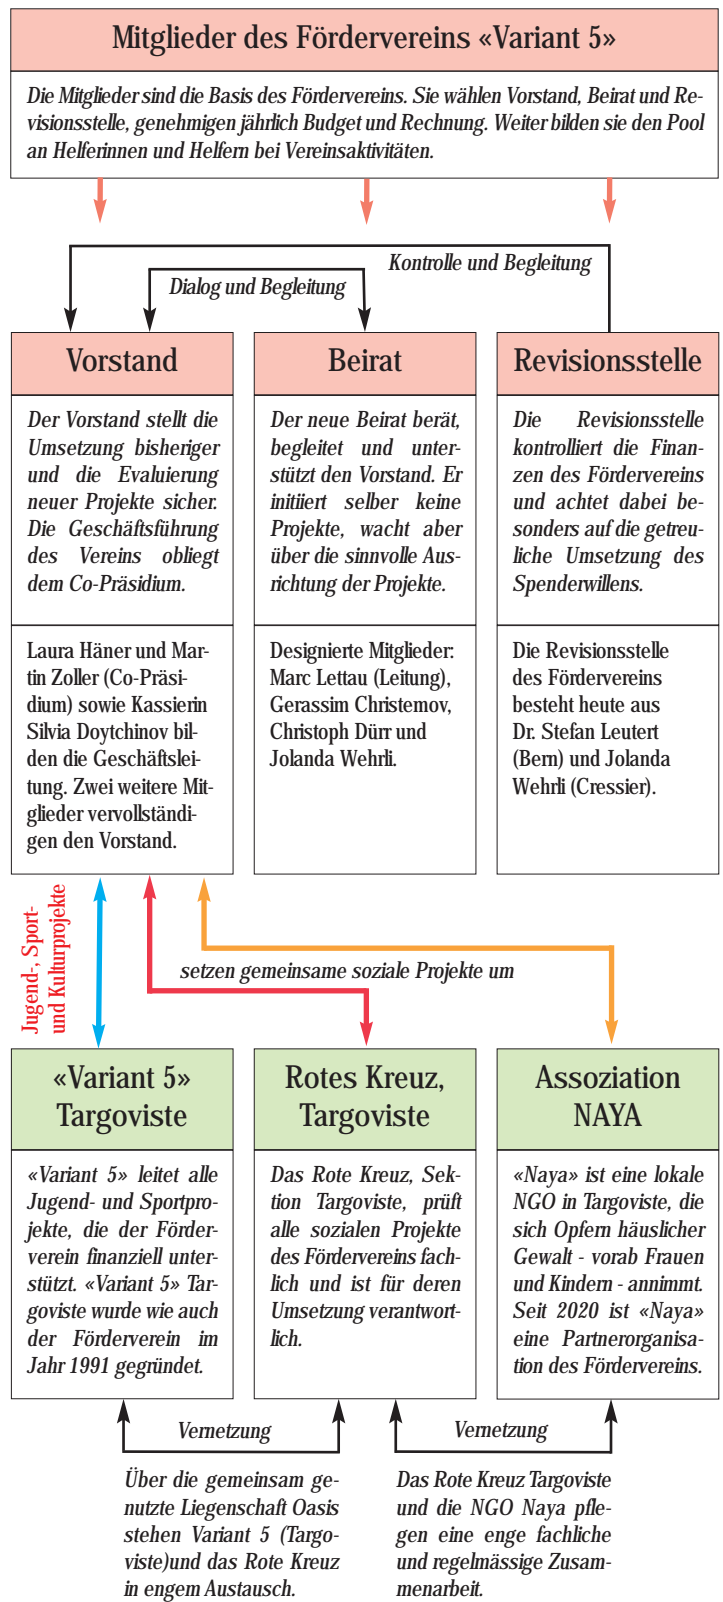 Mitglieder des Fördervereins «Variant 5»
Die Mitglieder sind die Basis des Fördervereins. Sie wählen Vorstand, Beirat und Re-
visionsstelle, genehmigen jährlich Budget und Rechnung. Weiter bilden sie den Pool
an Helferinnen und Helfern bei Vereinsaktivitäten.
Kontrolle und Begleitung
Dialog und Begleitung
Vorstand
Der Vorstand stellt die
Umsetzung bisheriger
und die Evaluierung
neuer Projekte sicher.
Die Geschäftsführung
des Vereins obliegt
dem Co-Präsidium.
Laura Häner und Mar-
tin Zoller (Co-Präsi-
dium) sowie Kassierin
Silvia Doytchinov bil-
den die Geschäftslei-
tung. Zwei weitere Mit-
glieder vervollständi-
gen den Vorstand.
Beirat
Der neue Beirat berät,
begleitet und unter-
stützt den Vorstand. Er
initiiert selber keine
Projekte, wacht aber
über die sinnvolle Aus-
richtung der Projekte.
Designierte Mitglieder:
Marc Lettau (Leitung),
Gerassim Christemov,
Christoph Dürr und
Jolanda Wehrli.
Revisionsstelle
Die Revisionsstelle
kontrolliert die Finan-
zen des Fördervereins
und achtet dabei be-
sonders auf die getreu-
liche Umsetzung des
Spenderwillens.
Die Revisionsstelle
des Fördervereins
besteht heute aus
Dr. Stefan Leutert
(Bern) und Jolanda
Wehrli (Cressier).
Jugend-, Sport-
und Kulturprojekte
setzen gemeinsame soziale Projekte um
«Variant 5»
Targoviste
«Variant 5» leitet alle
Jugend- und Sportpro-
jekte, die der Förder-
verein finanziell unter-
stützt. «Variant 5» Tar-
goviste wurde wie auch
der Förderverein im
Jahr 1991 gegründet.
Rotes Kreuz,
Targoviste
Das Rote Kreuz, Sek-
tion Targoviste, prüft
alle sozialen Projekte
des Fördervereins fach-
lich und ist für deren
Umsetzung verantwort-
lich.
Assoziation
NAYA
«Naya» ist eine lokale
NGO in Targoviste, die
sich Opfern häuslicher
Gewalt - vorab Frauen
und Kindern - annimmt.
Seit 2020 ist «Naya»
eine Partnerorganisa-
tion des Fördervereins.
Vernetzung
Über die gemeinsam ge-
nutzte Liegenschaft Oasis
stehen Variant 5 (Targo-
viste)und das Rote Kreuz
in engem Austausch.
Vernetzung
Das Rote Kreuz Targoviste
und die NGO Naya pfle-
gen eine enge fachliche
und regelmässige Zusam-
menarbeit.